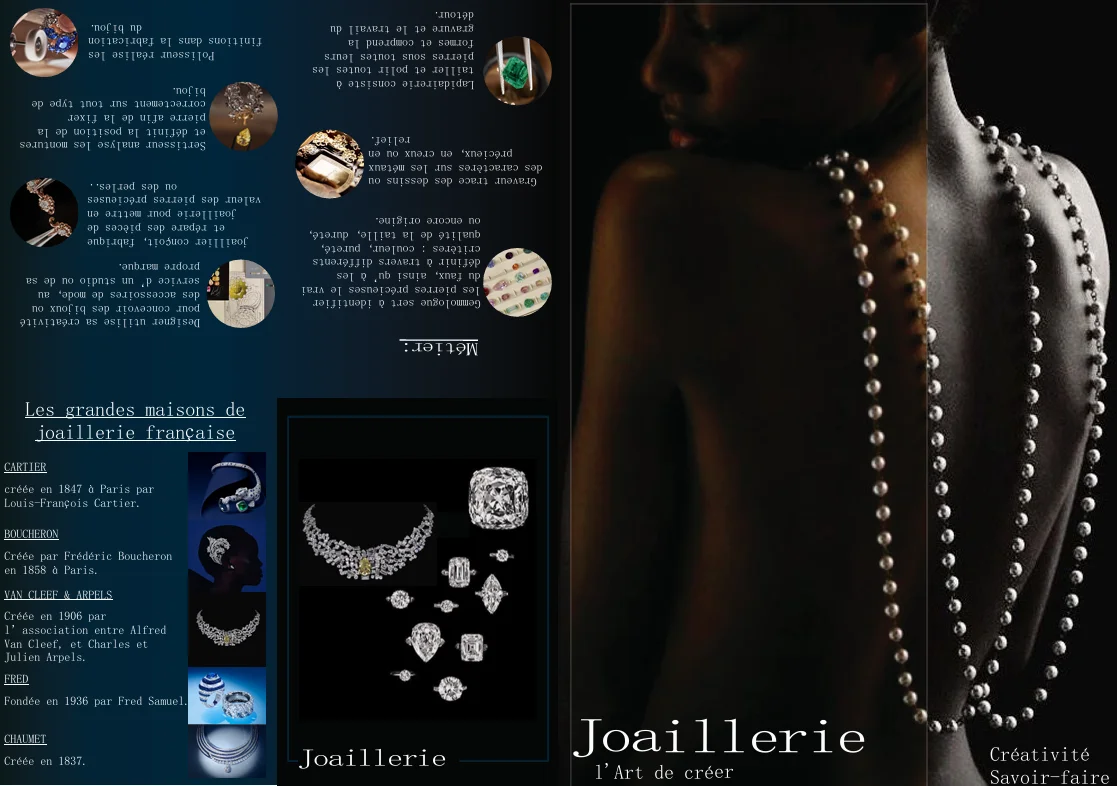 Métier:
Gemmologue sert à identifier
les pierres précieuses le vrai
du faux, ainsi qu'à les
définir à travers différents
critères : couleur, pureté,
qualité de la taille, dureté,
ou encore origine.
Graveur trace des dessins ou
des caractères sur les métaux
précieux, en creux ou en
relief.
Lapidairerie consiste à
tailler et polir toutes les
pierres sous toutes leurs
formes et comprend la
gravure et le travail du
détour.
Designer utilise sa créativité
pour concevoir des bijoux ou
des accessoires de mode, au
service d'un studio ou de sa
propre marque.
joaillier conçoit, fabrique
et répare des pièces de
joaillerie pour mettre en
valeur des pierres précieuses
ou des perles..
Sertisseur analyse les montures
et définit la position de la
pierre afin de la fixer
correctement sur tout type de
bijou.
Polisseur réalise les
finitions dans la fabrication
du bijou.
Les grandes maisons de
joaillerie française
CARTIER
créée en 1847 à Paris par
Louis-François Cartier.
BOUCHERON
Créée par Frédéric Boucheron
en 1858 à Paris.
VAN CLEEF & ARPELS
Créée en 1906 par
l'association entre Alfred
Van Cleef, et Charles et
Julien Arpels.
FRED
Fondée en 1936 par Fred Samuel.
CHAUMET
Créée en 1837.
Joaillerie
Joaillerie
l'Art de créer
Créativité
Savoir-faire